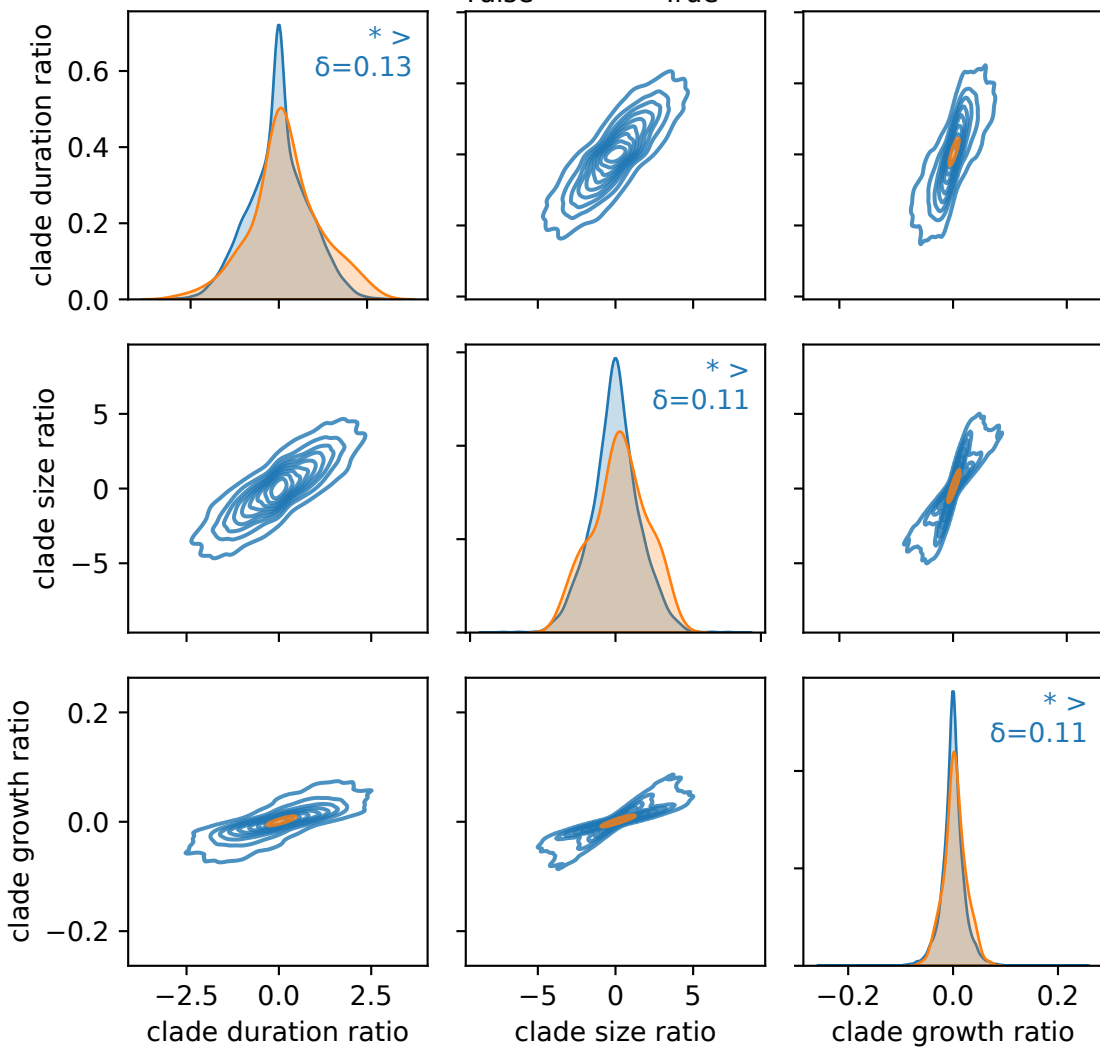 False True
clade duration ratio
0.6
0.4
0.2
0.0
* >
δ=0.13
clade size ratio
5
0
−5
* >
δ=0.11
clade growth ratio
0.2
0.0
−0.2
* >
δ=0.11
−2.5 0.0 2.5
−5 0 5
−0.2 0.0 0.2
clade duration ratio
clade size ratio
clade growth ratio